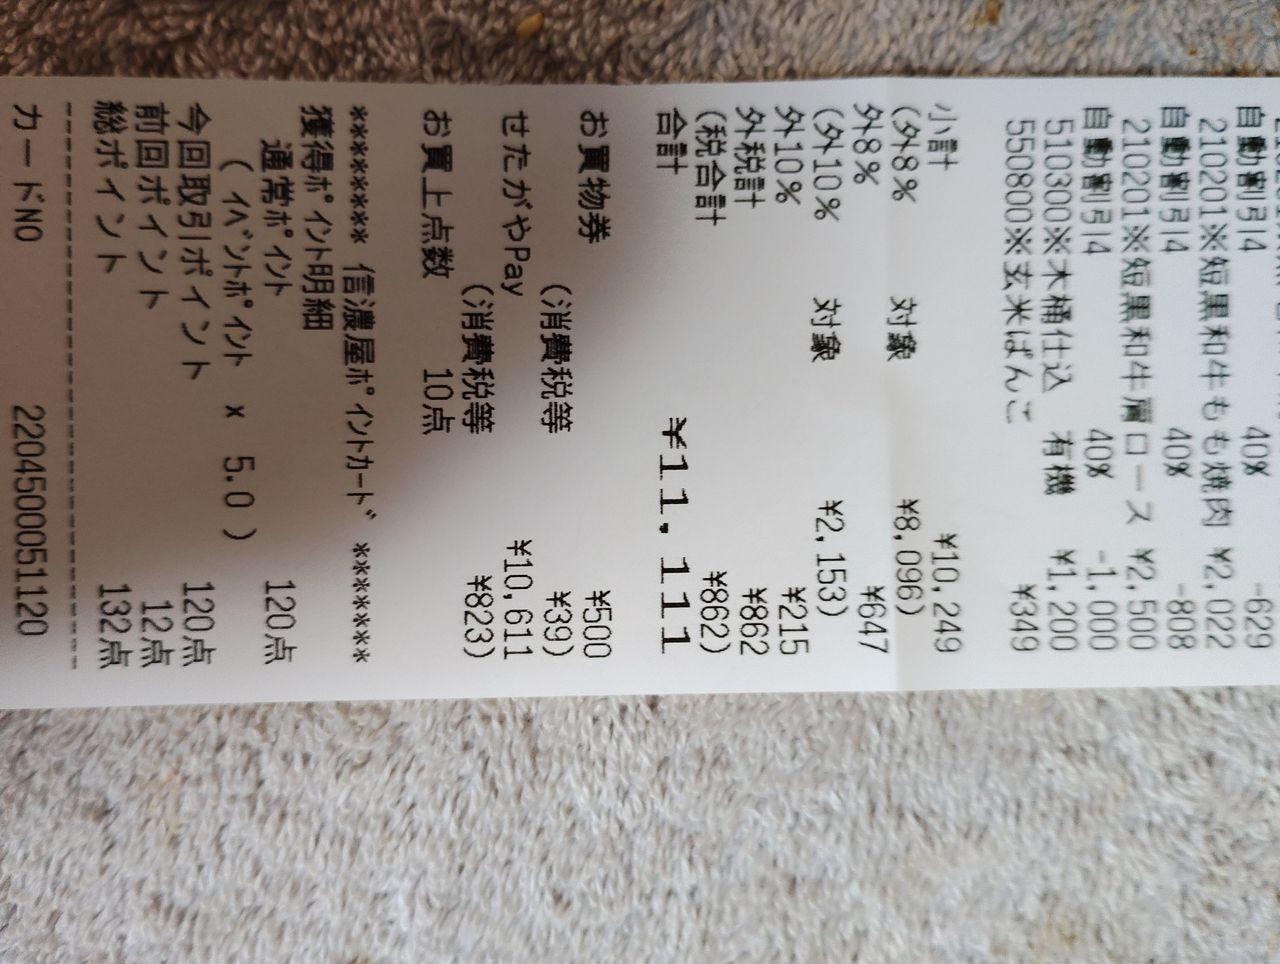 自動割引4 40% -629
210201※短黒和牛もも焼肉 ¥2,022
自動割引4 40% -808
210201※短黒和牛肩ロース ¥2,500
自動割引4 40% -1,000
510300※木桶仕込 有機 ¥1,200
550800※玄米ぽんこ ¥349
小計 ¥10,249
(外8% 対象 ¥8,096)
外8% ¥647
(外10% 対象 ¥2,153)
外10% ¥215
外税計 ¥862
(税合計 ¥862)
合計 ¥11,111
お買物券 ¥500
(消費税等 ¥39)
せたがやPay ¥10,611
(消費税等 ¥823)
お買上点数 10点
******* 信濃屋ポイントカード *******
獲得ポイント明細
通常ポイント 120点
(イベントポイント x 5.0 )
今回取引ポイント 120点
前回ポイント 12点
総ポイント 132点
カードNO 2204500051120